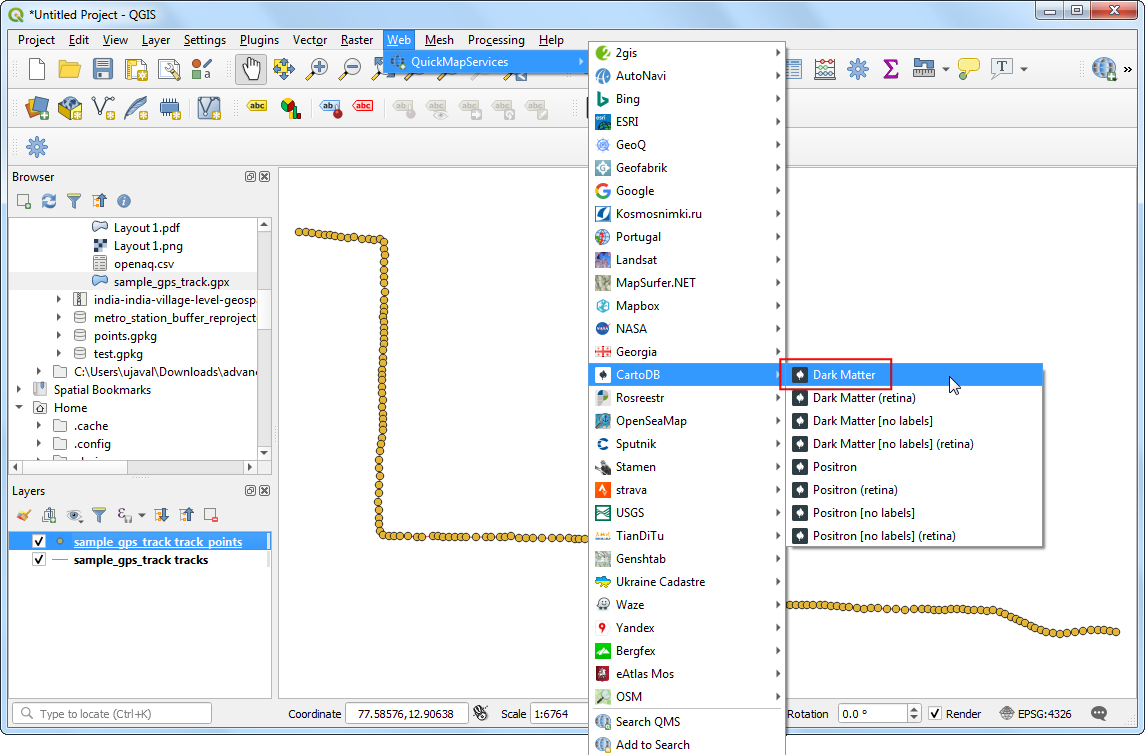 *Untitled Project - QGIS
Project Edit View Layer Settings Plugins Vector Raster Web Mesh Processing Help
QuickMapServices
abc
ab
abc
T
»
Browser
Layout 1.pdf
Layout 1.png
openaq.csv
sample_gps_track.gpx
india-india-village-level-geospa
metro_station_buffer_reproject
points.gpkg
test.gpkg
C:\Users\ujaval\Downloads\advanc
Spatial Bookmarks
Home
.cache
.config
Layers
sample_gps_track track_points
sample_gps_track tracks
2gis
AutoNavi
Bing
ESRI
GeoQ
Geofabrik
Google
Kosmosnimki.ru
Portugal
Landsat
MapSurfer.NET
Mapbox
NASA
Georgia
CartoDB
Rosreestr
OpenSeaMap
Sputnik
Stamen
strava
USGS
TianDiTu
Genshtab
Ukraine Cadastre
Waze
Yandex
Bergfex
eAtlas Mos
OSM
Search QMS
Add to Search
Dark Matter
Dark Matter (retina)
Dark Matter [no labels]
Dark Matter [no labels] (retina)
Positron
Positron (retina)
Positron [no labels]
Positron [no labels] (retina)
Type to locate (Ctrl+K)
Coordinate 77.58576,12.90638 Scale 1:6764 Rotation 0.0 ° Render EPSG:4326